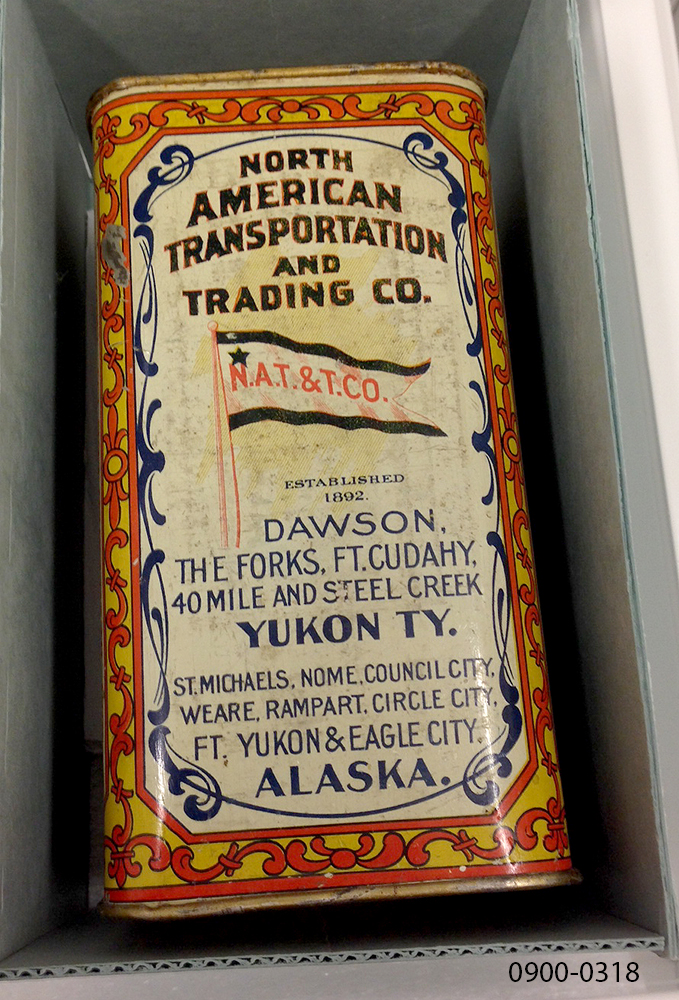 NORTH
AMERICAN
TRANSPORTATION
AND
TRADING CO.
N.A.T.&T.CO.
ESTABLISHED
1892.
DAWSON,
THE FORKS, FT. CUDAHY,
40 MILE AND STEEL CREEK
YUKON TY.
ST. MICHAELS, NOME, COUNCIL CITY,
WEARE, RAMPART, CIRCLE CITY,
FT. YUKON & EAGLE CITY.
ALASKA.
0900-0318